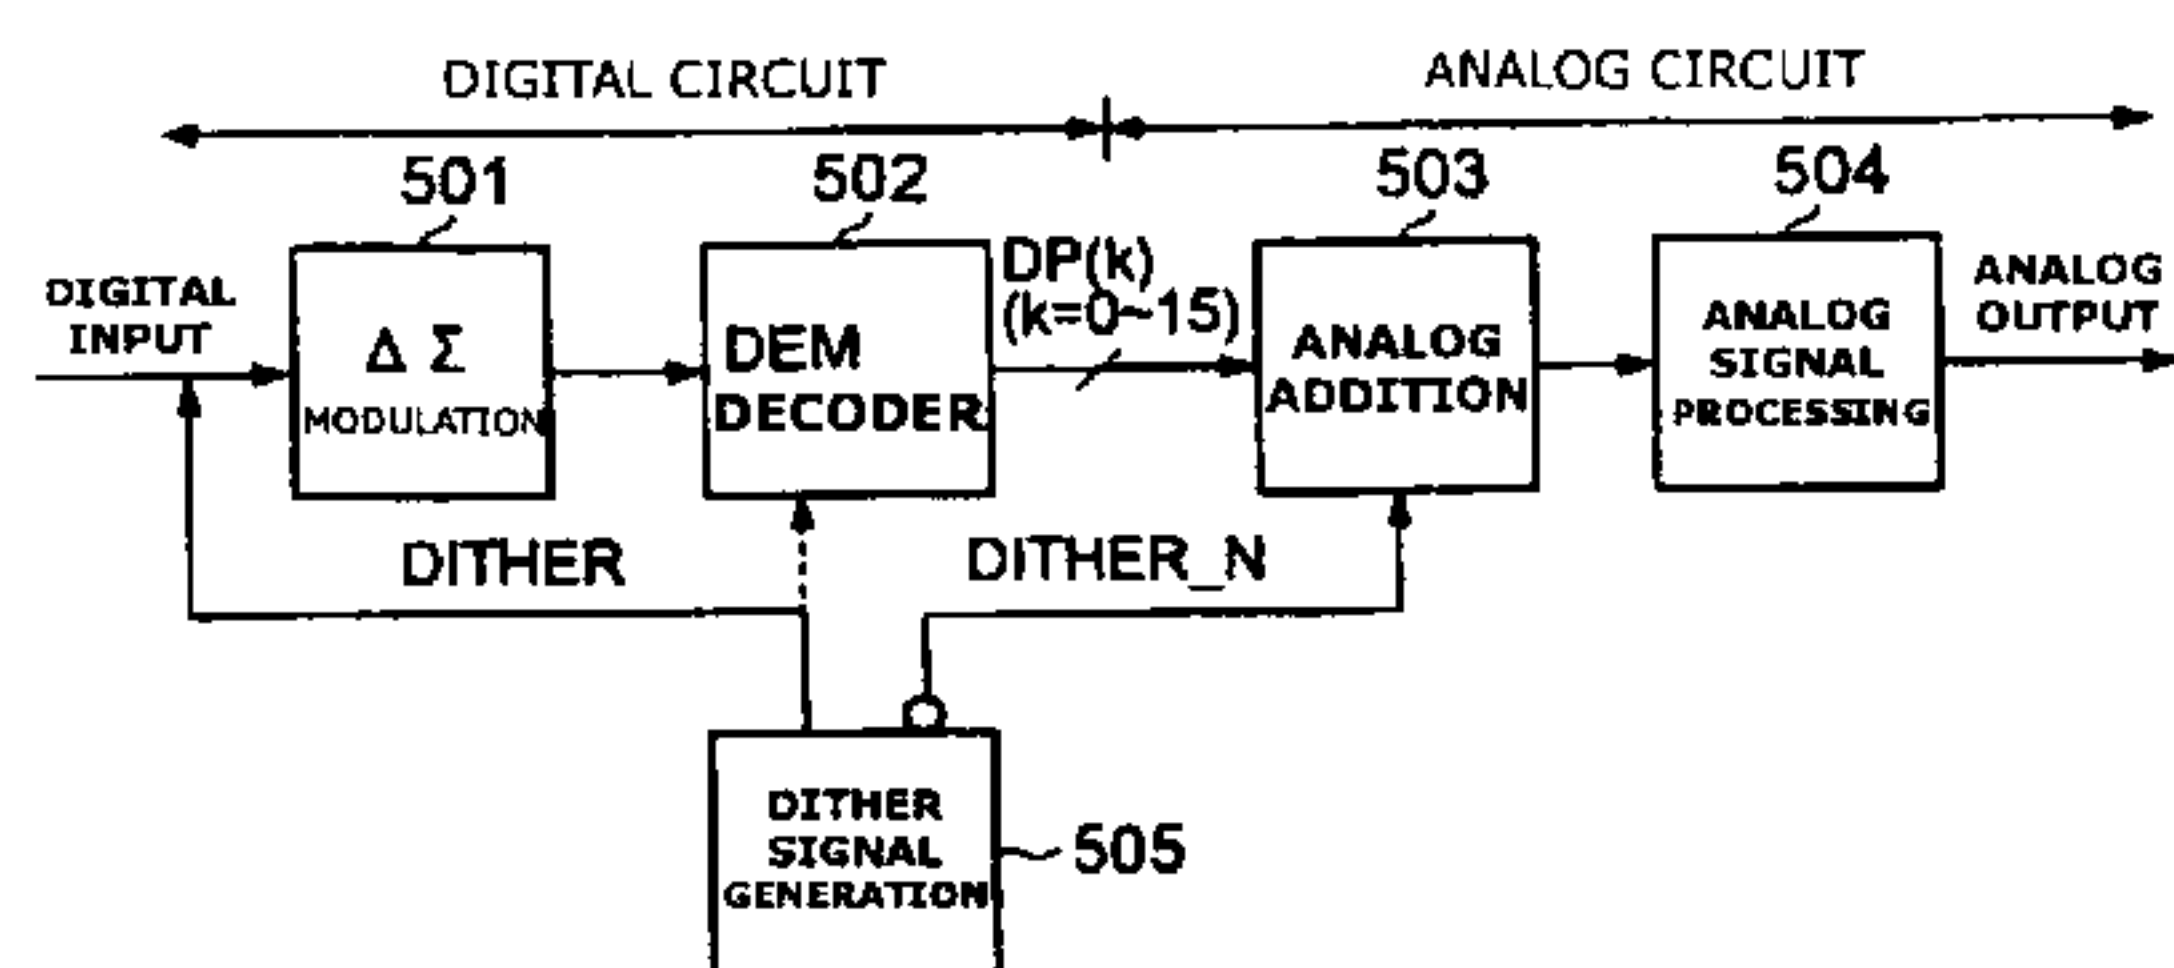 DIGITAL CIRCUIT
ANALOG CIRCUIT
501
502
503
504
DIGITAL
INPUT
Δ Σ
MODULATION
DEM
DECODER
DP(k)
(k=0~15)
ANALOG
ADDITION
ANALOG
SIGNAL
PROCESSING
ANALOG
OUTPUT
DITHER
DITHER_N
DITHER
SIGNAL
GENERATION
505